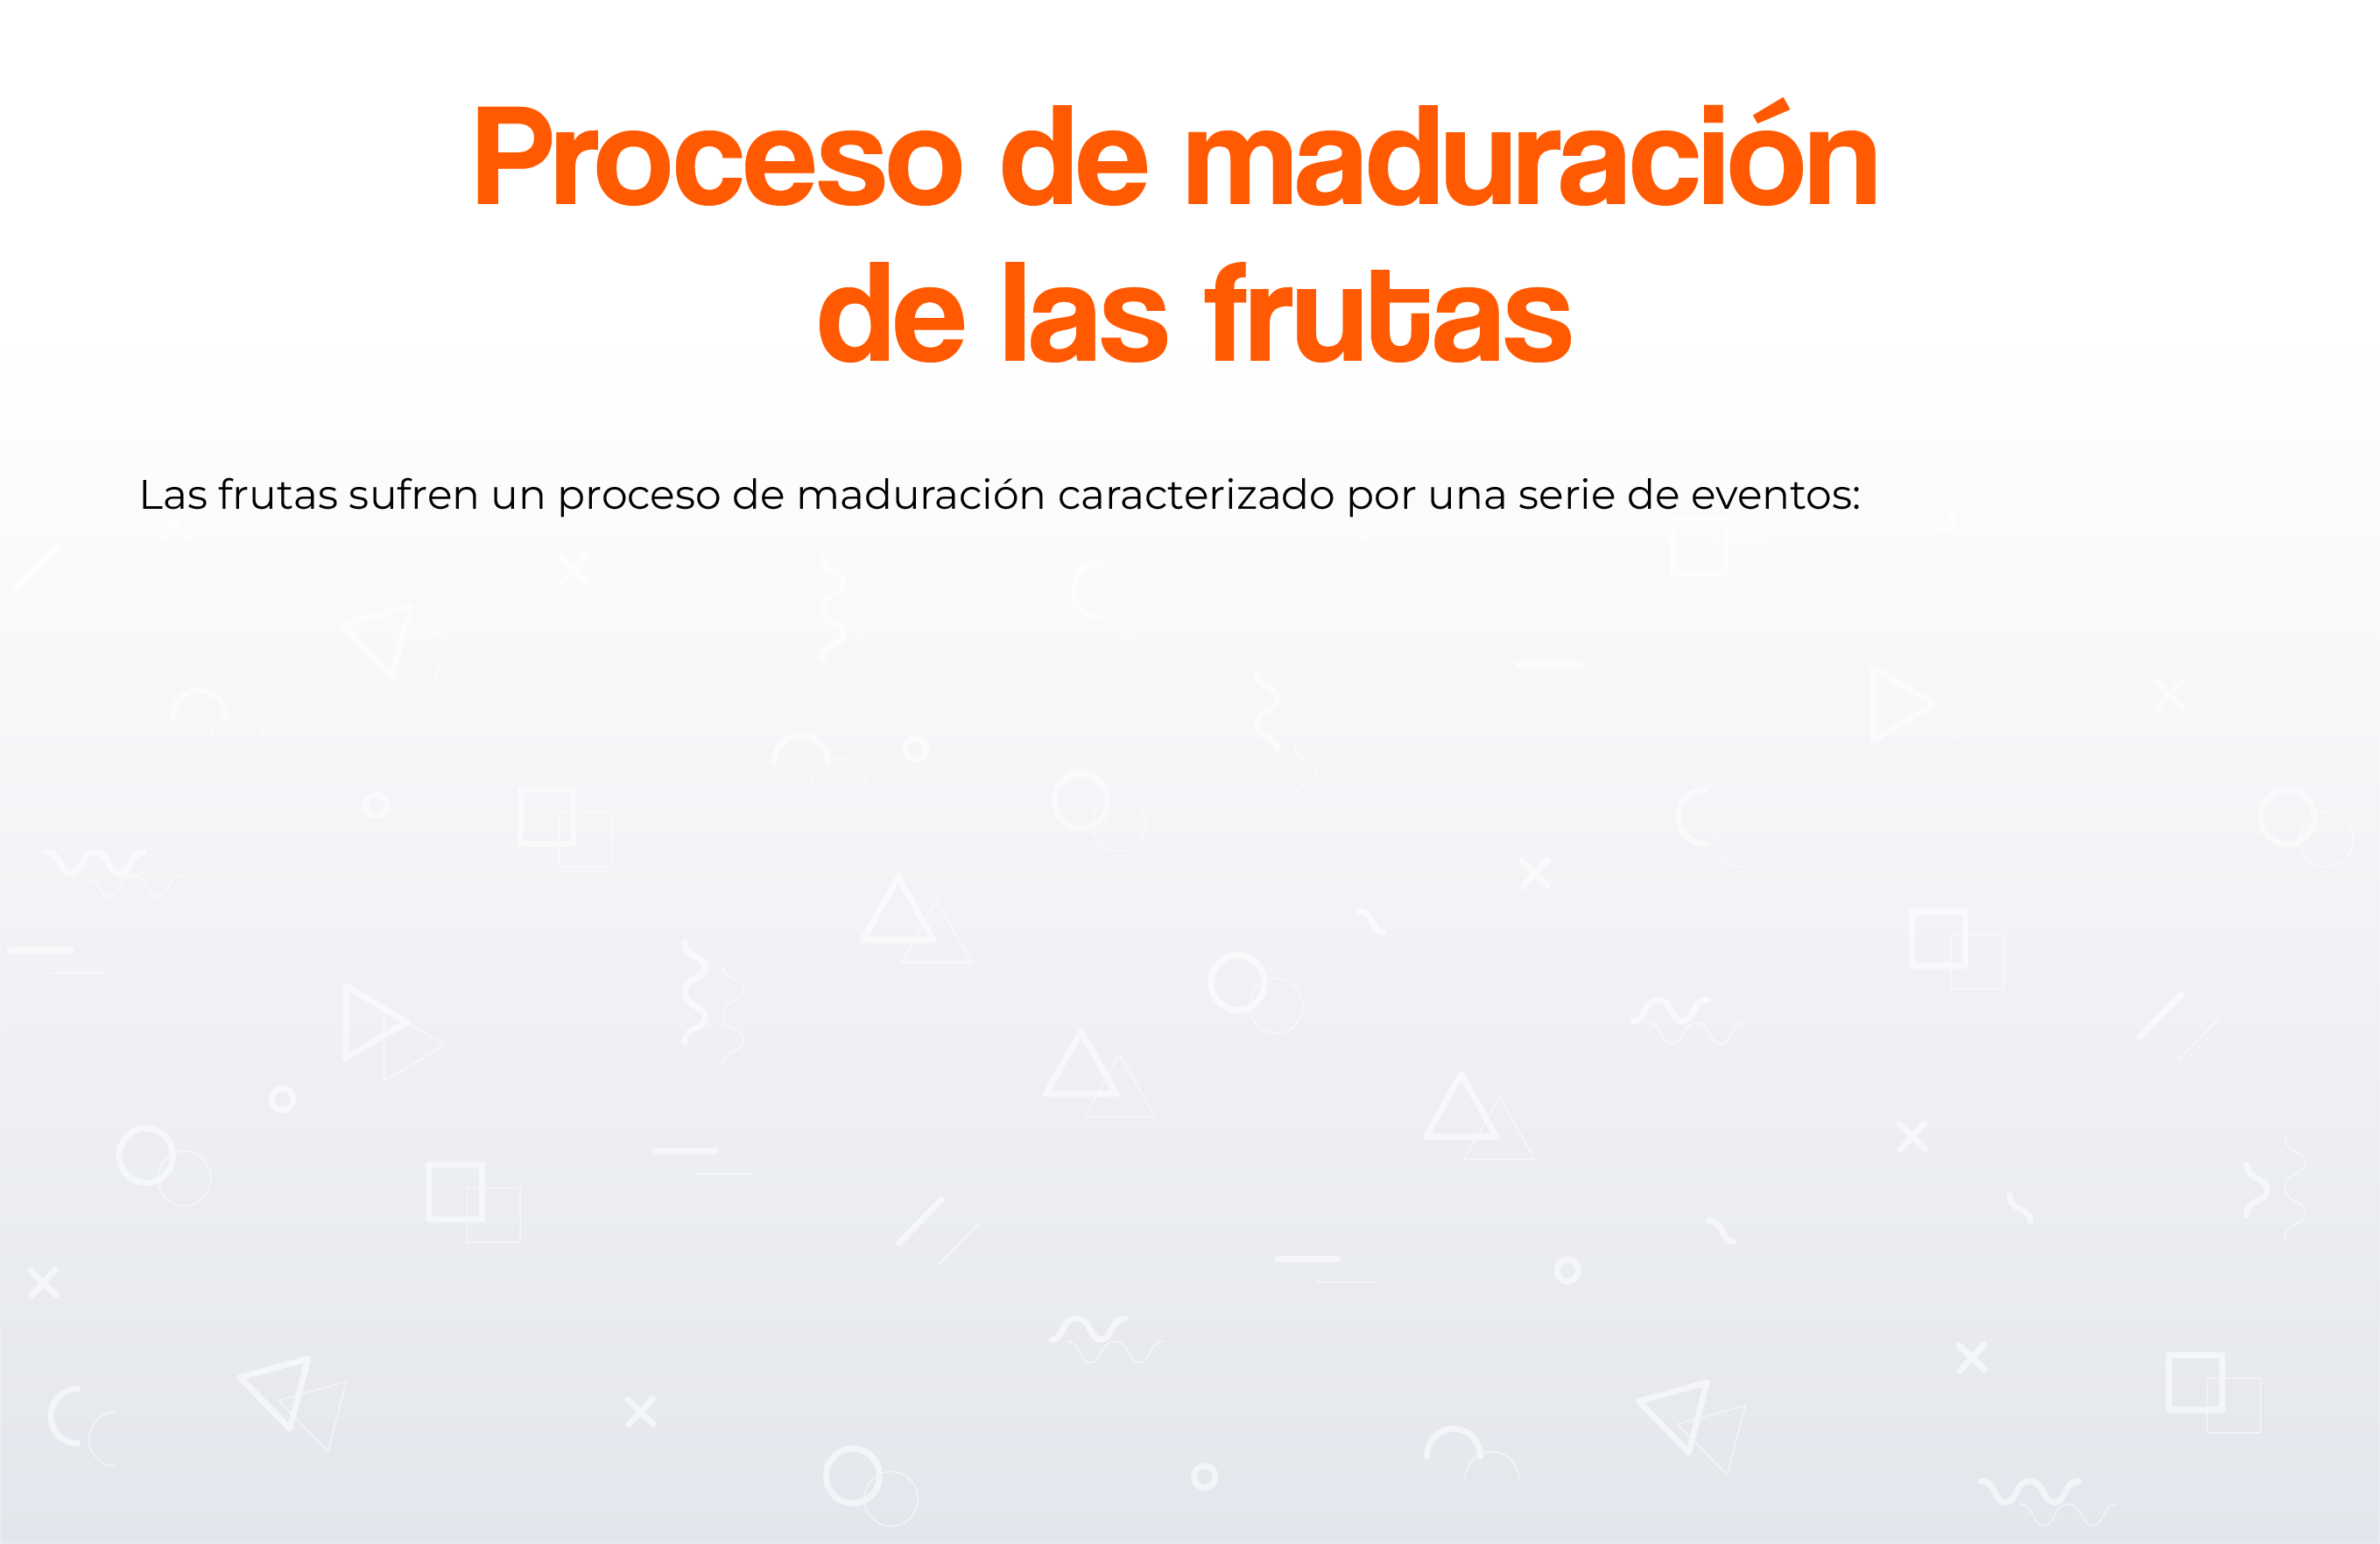 Proceso de maduración
de las frutas
Las frutas sufren un proceso de maduración caracterizado por una serie de eventos: